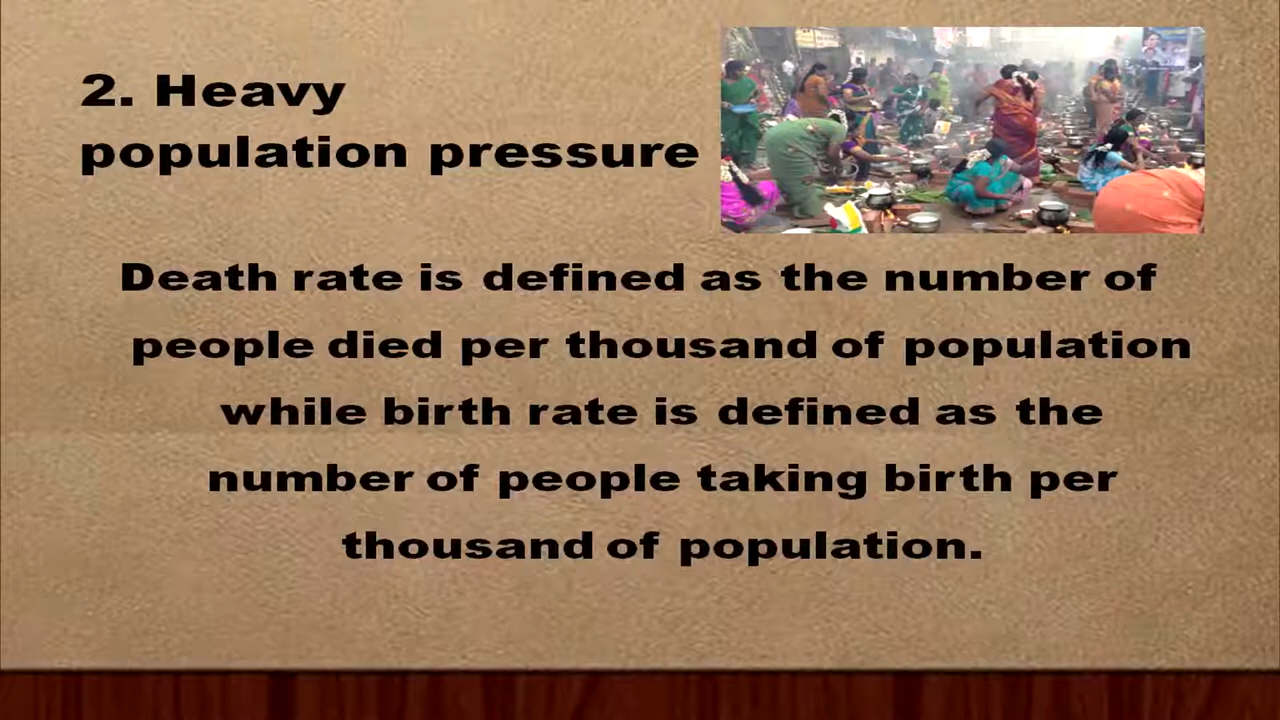 2. Heavy
population pressure
Death rate is defined as the number of
people died per thousand of population
while birth rate is defined as the
number of people taking birth per
thousand of population.